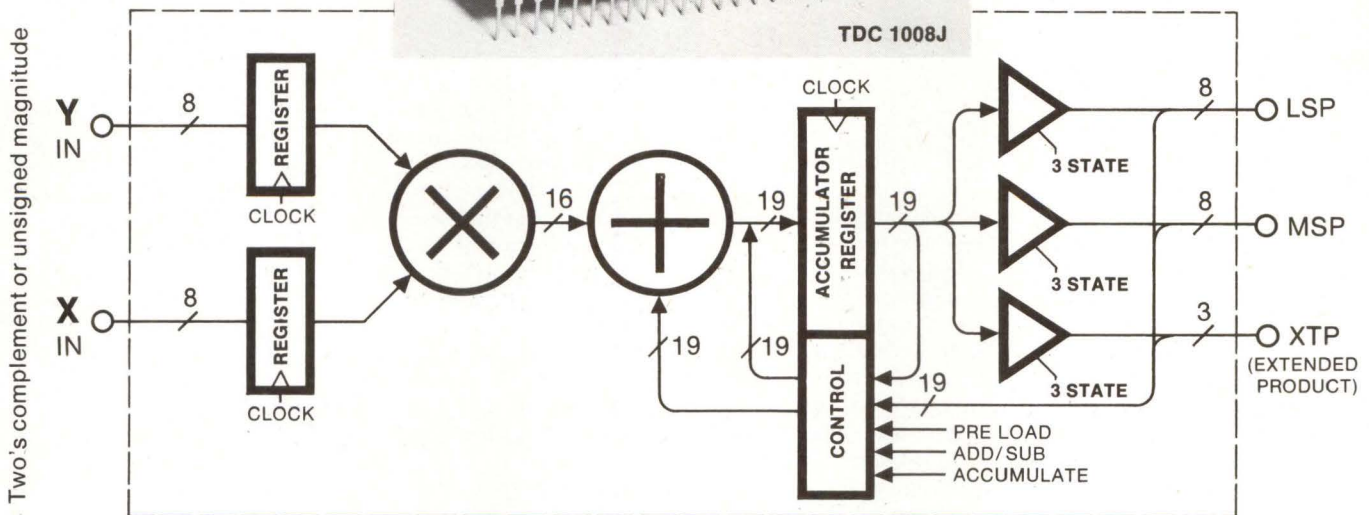 Two's complement or unsigned magnitude
TDC 1008J
Y
IN
8
REGISTER
CLOCK
X
IN
8
REGISTER
CLOCK
16
19
CLOCK
ACCUMULATOR
REGISTER
19
19
19
CONTROL
19
PRE LOAD
ADD/SUB
ACCUMULATE
3 STATE
8
LSP
3 STATE
8
MSP
3 STATE
3
XTP
(EXTENDED
PRODUCT)